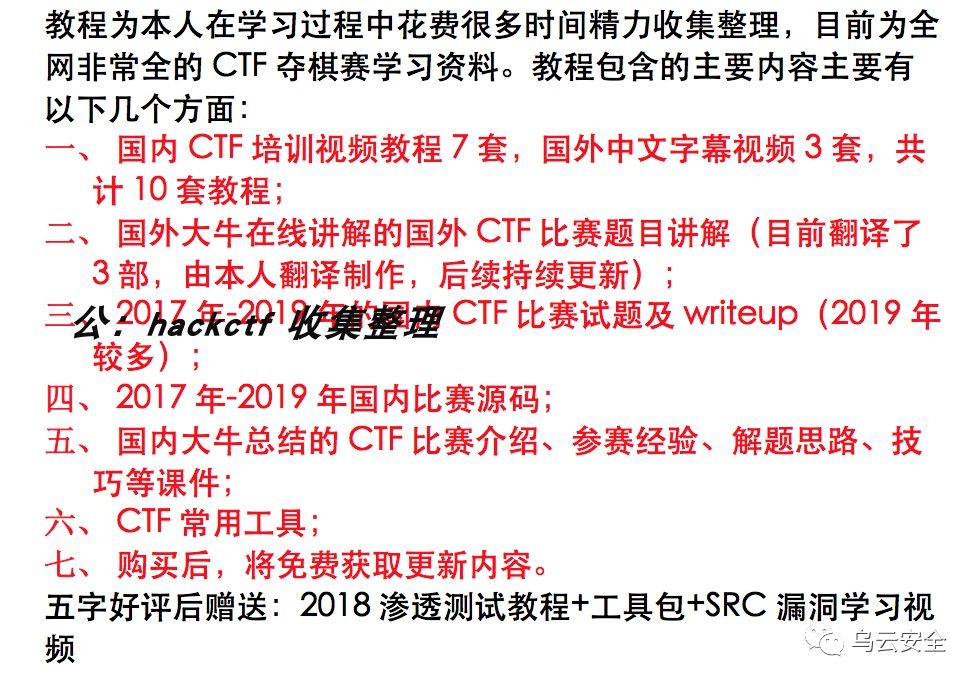 教程为本人在学习过程中花费很多时间精力收集整理，目前为全
网非常全的 CTF 夺棋赛学习资料。教程包含的主要内容主要有
以下几个方面：
一、 国内 CTF 培训视频教程 7 套，国外中文字幕视频 3 套，共
计 10 套教程；
二、 国外大牛在线讲解的国外 CTF 比赛题目讲解（目前翻译了
3 部，由本人翻译制作，后续持续更新）；
三、 2017 年-2019 年的国内 CTF 比赛试题及 writeup（2019 年
公：hackctf 收集整理
较多）；
四、 2017 年-2019 年国内比赛源码；
五、 国内大牛总结的 CTF 比赛介绍、参赛经验、解题思路、技
巧等课件；
六、 CTF 常用工具；
七、 购买后，将免费获取更新内容。
五字好评后赠送：2018 渗透测试教程+工具包+SRC 漏洞学习视
频
乌云安全